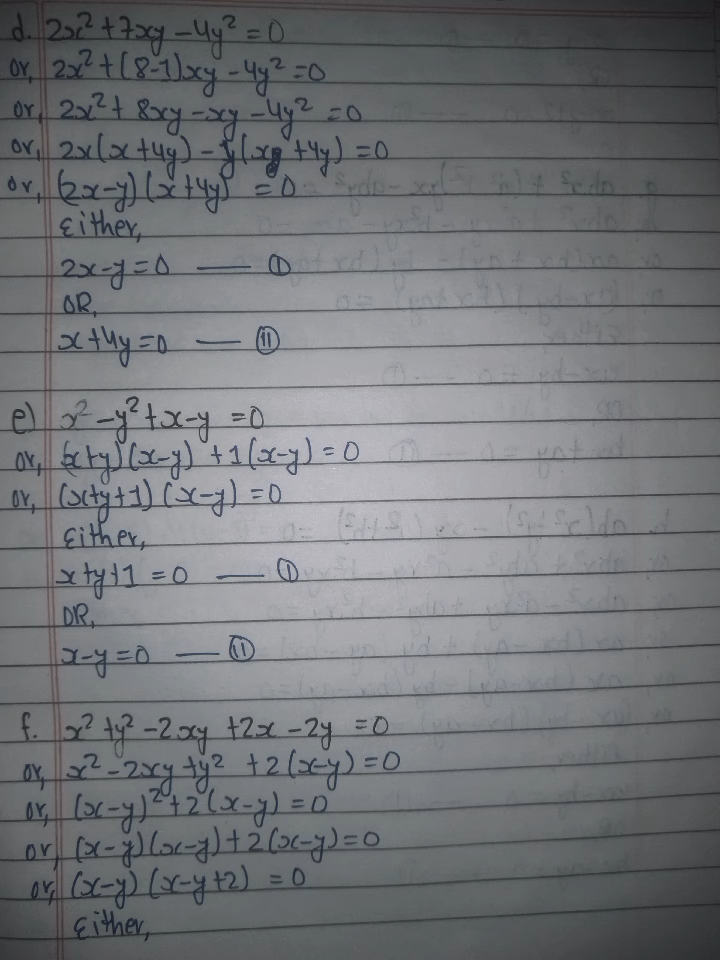 d. 2x² + 7xy - 4y² = 0
or, 2x² + (8-1)xy - 4y² = 0
or, 2x² + 8xy - xy - 4y² = 0
or, 2x(x + 4y) - y(x + 4y) = 0
or, (2x-y) (x+4y) = 0
Either,
2x-y = 0 —— (I)
OR,
x+4y = 0 —— (II)
e) x² - y² + x - y = 0
or, (x+y) (x-y) + 1(x-y) = 0
or, (x+y+1) (x-y) = 0
Either,
x+y+1 = 0 —— (I)
OR,
x-y = 0 —— (II)
f. x² + y² - 2xy + 2x - 2y = 0
or, x² - 2xy + y² + 2(x-y) = 0
or, (x-y)² + 2(x-y) = 0
or, (x-y) (x-y) + 2(x-y) = 0
or, (x-y) (x-y+2) = 0
Either,